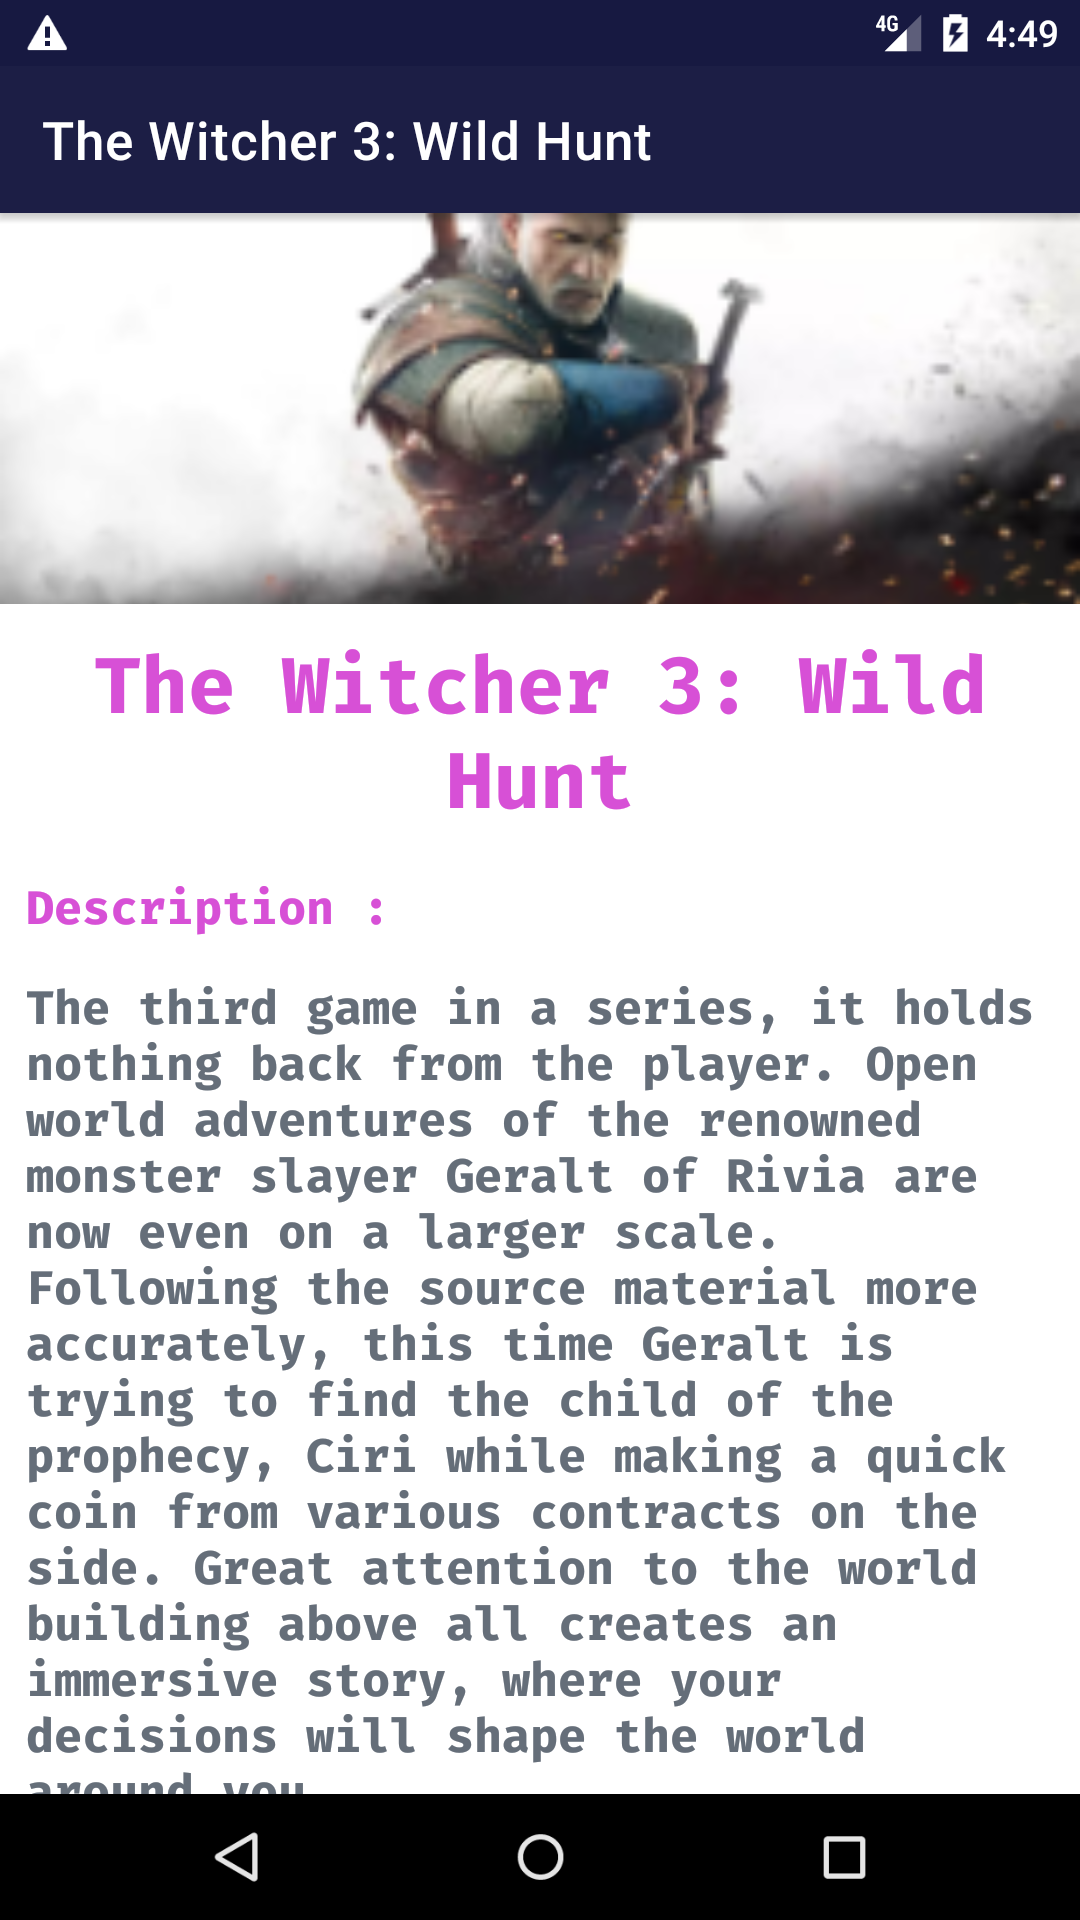 4G 4:49
The Witcher 3: Wild Hunt
The Witcher 3: Wild
Hunt
Description :
The third game in a series, it holds
nothing back from the player. Open
world adventures of the renowned
monster slayer Geralt of Rivia are
now even on a larger scale.
Following the source material more
accurately, this time Geralt is
trying to find the child of the
prophecy, Ciri while making a quick
coin from various contracts on the
side. Great attention to the world
building above all creates an
immersive story, where your
decisions will shape the world
around you